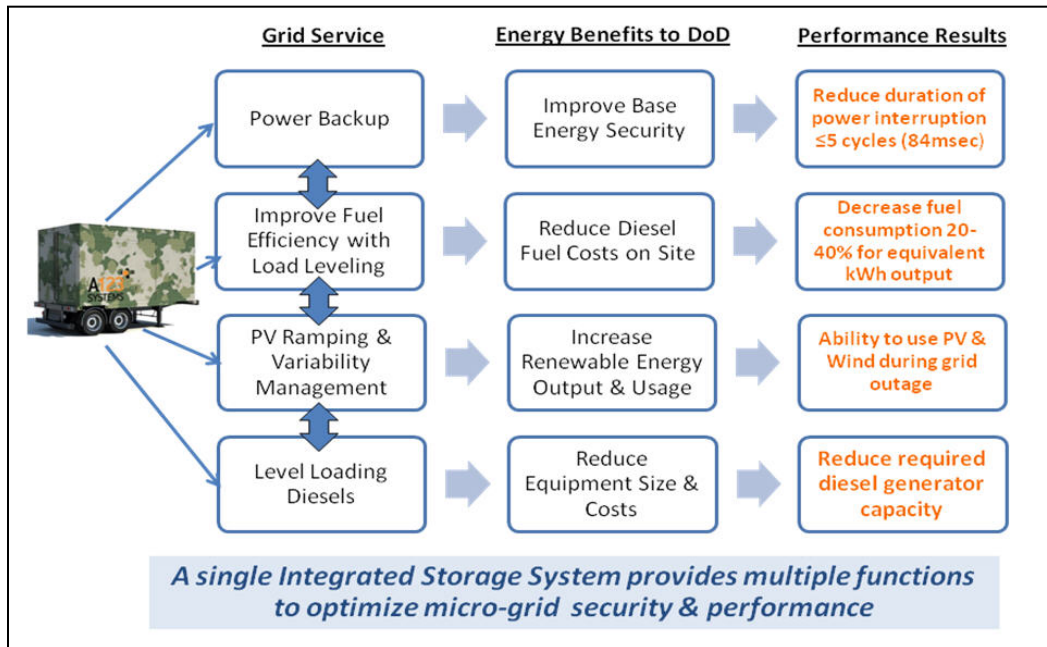 Grid Service
Energy Benefits to DoD
Performance Results
Power Backup
Improve Base
Energy Security
Reduce duration of
power interruption
≤5 cycles (84msec)
Improve Fuel
Efficiency with
Load Leveling
Reduce Diesel
Fuel Costs on Site
Decrease fuel
consumption 20-
40% for equivalent
kWh output
A123
SYSTEMS
PV Ramping &
Variability
Management
Increase
Renewable Energy
Output & Usage
Ability to use PV &
Wind during grid
outage
Level Loading
Diesels
Reduce
Equipment Size &
Costs
Reduce required
diesel generator
capacity
A single Integrated Storage System provides multiple functions
to optimize micro-grid security & performance